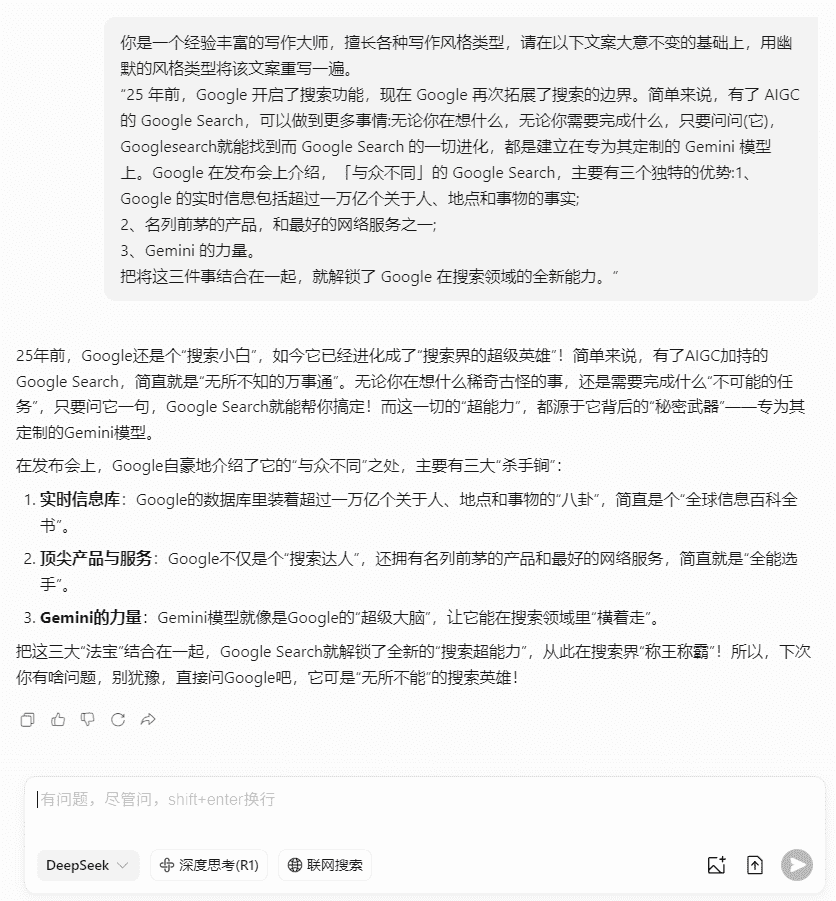 你是一个经验丰富的写作大师，擅长各种写作风格类型，请在以下文案大意不变的基础上，用幽
默的风格类型将该文案重写一遍。
“25 年前，Google 开启了搜索功能，现在 Google 再次拓展了搜索的边界。简单来说，有了 AIGC
的 Google Search，可以做到更多事情:无论你在想什么，无论你需要完成什么，只要问问(它)，
Googlesearch就能找到而 Google Search 的一切进化，都是建立在专为其定制的 Gemini 模型
上。Google 在发布会上介绍，「与众不同」的 Google Search，主要有三个独特的优势:1、
Google 的实时信息包括超过一万亿个关于人、地点和事物的事实;
2、名列前茅的产品，和最好的网络服务之一;
3、Gemini 的力量。
把将这三件事结合在一起，就解锁了 Google 在搜索领域的全新能力。“
25年前，Google还是个“搜索小白”，如今它已经进化成了“搜索界的超级英雄”！简单来说，有了AIGC加持的
Google Search，简直就是“无所不知的万事通”。无论你在想什么稀奇古怪的事，还是需要完成什么“不可能的任
务”，只要问它一句，Google Search就能帮你搞定！而这一切的“超能力”，都源于它背后的“秘密武器”——专为其
定制的Gemini模型。
在发布会上，Google自豪地介绍了它的“与众不同”之处，主要有三大“杀手锏”：
1. 实时信息库：Google的数据库里装着超过一万亿个关于人、地点和事物的“八卦”，简直是个“全球信息百科全
书”。
2. 顶尖产品与服务：Google不仅是个“搜索达人”，还拥有名列前茅的产品和最好的网络服务，简直就是“全能选
手”。
3. Gemini的力量：Gemini模型就像是Google的“超级大脑”，让它能在搜索领域里“横着走”。
把这三大“法宝”结合在一起，Google Search就解锁了全新的“搜索超能力”，从此在搜索界“称王称霸”！所以，下次
你有啥问题，别犹豫，直接问Google吧，它可是“无所不能”的搜索英雄！
有问题，尽管问，shift+enter换行
DeepSeek 深度思考(R1) 联网搜索